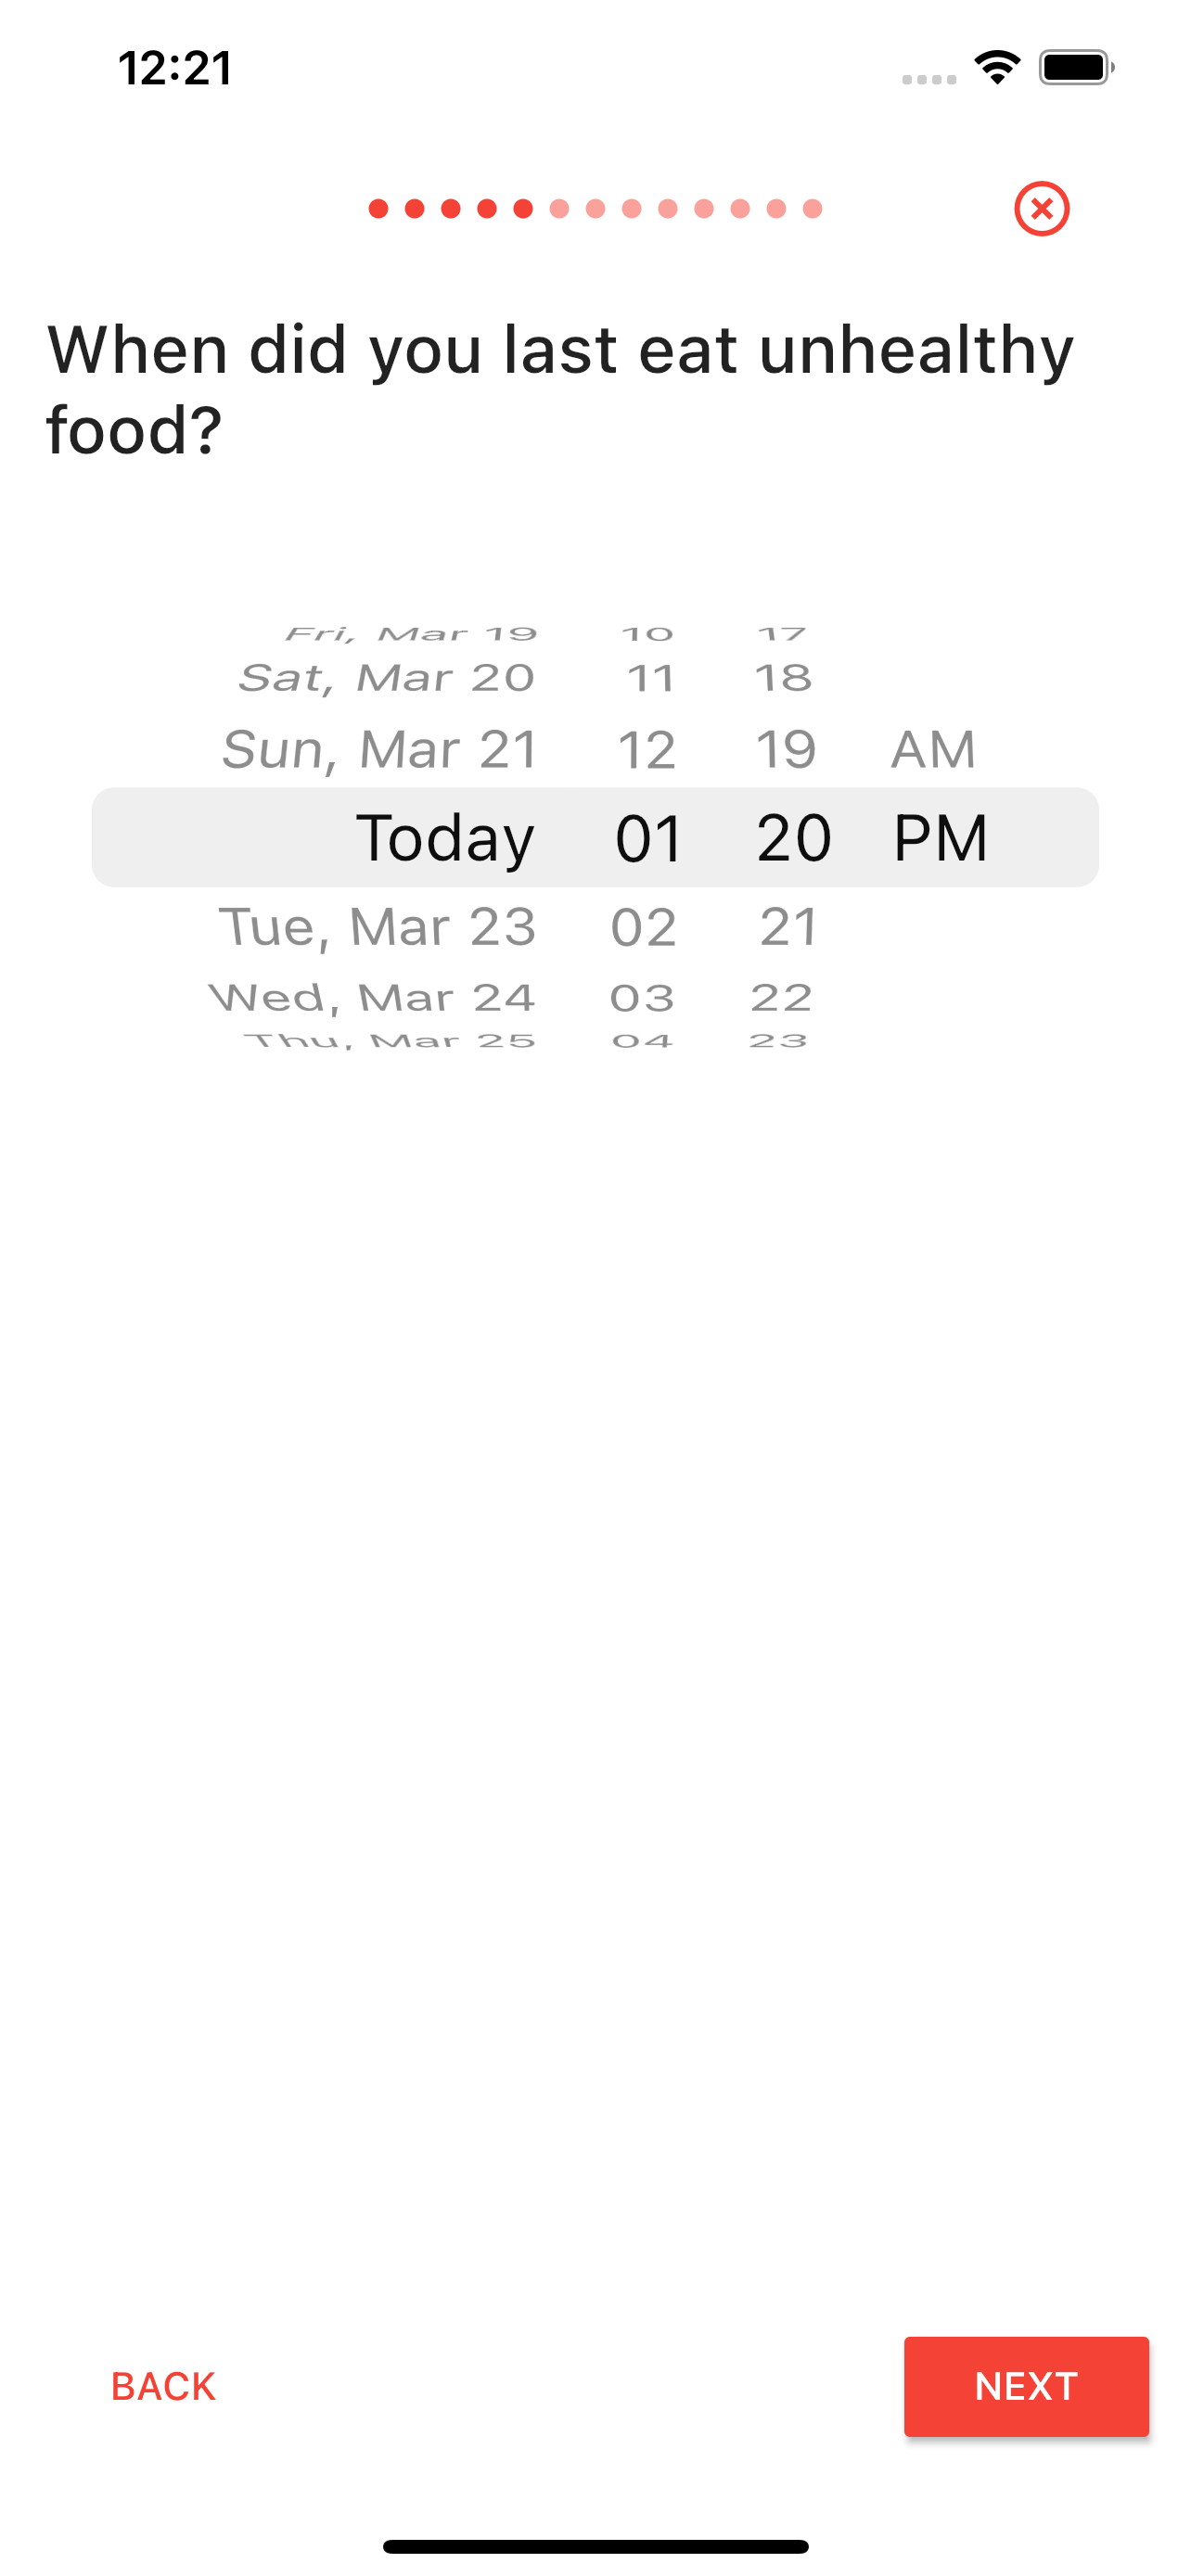 12:21
When did you last eat unhealthy
food?
Fri, Mar 19 10 17
Sat, Mar 20 11 18
Sun, Mar 21 12 19 AM
Today 01 20 PM
Tue, Mar 23 02 21
Wed, Mar 24 03 22
Thu, Mar 25 04 23
BACK NEXT